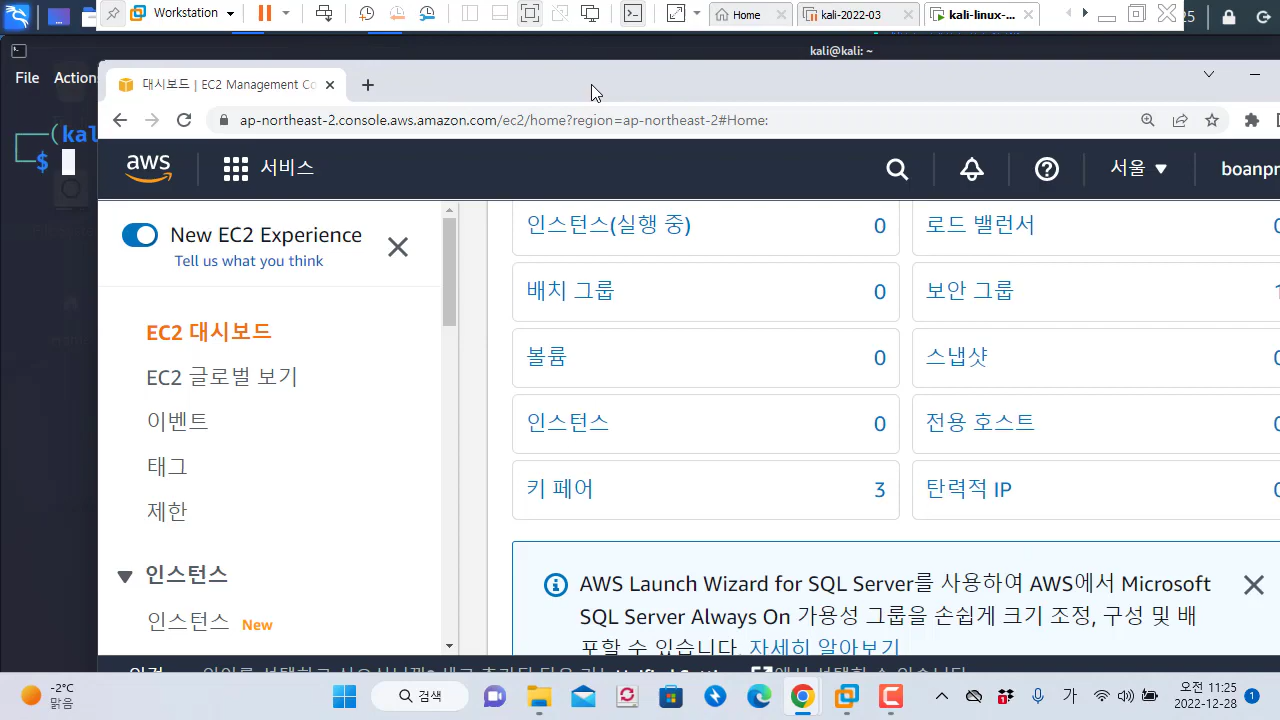 Workstation
Home
kali-2022-03
kali-linux-...
25
kali@kali: ~
File
Action
(kal
$
대시보드 | EC2 Management Co
ap-northeast-2.console.aws.amazon.com/ec2/home?region=ap-northeast-2#Home:
aws
서비스
서울
boanpr
New EC2 Experience
Tell us what you think
EC2 대시보드
EC2 글로벌 보기
이벤트
태그
제한
인스턴스
인스턴스 New
인스턴스(실행 중) 0
로드 밸런서 0
배치 그룹 0
보안 그룹 1
볼륨 0
스냅샷 0
인스턴스 0
전용 호스트 0
키 페어 3
탄력적 IP 0
AWS Launch Wizard for SQL Server를 사용하여 AWS에서 Microsoft
SQL Server Always On 가용성 그룹을 손쉽게 크기 조정, 구성 및 배
포할 수 있습니다. 자세히 알아보기
-2°C
맑음
검색
가
오전 11:25
2022-12-28
1